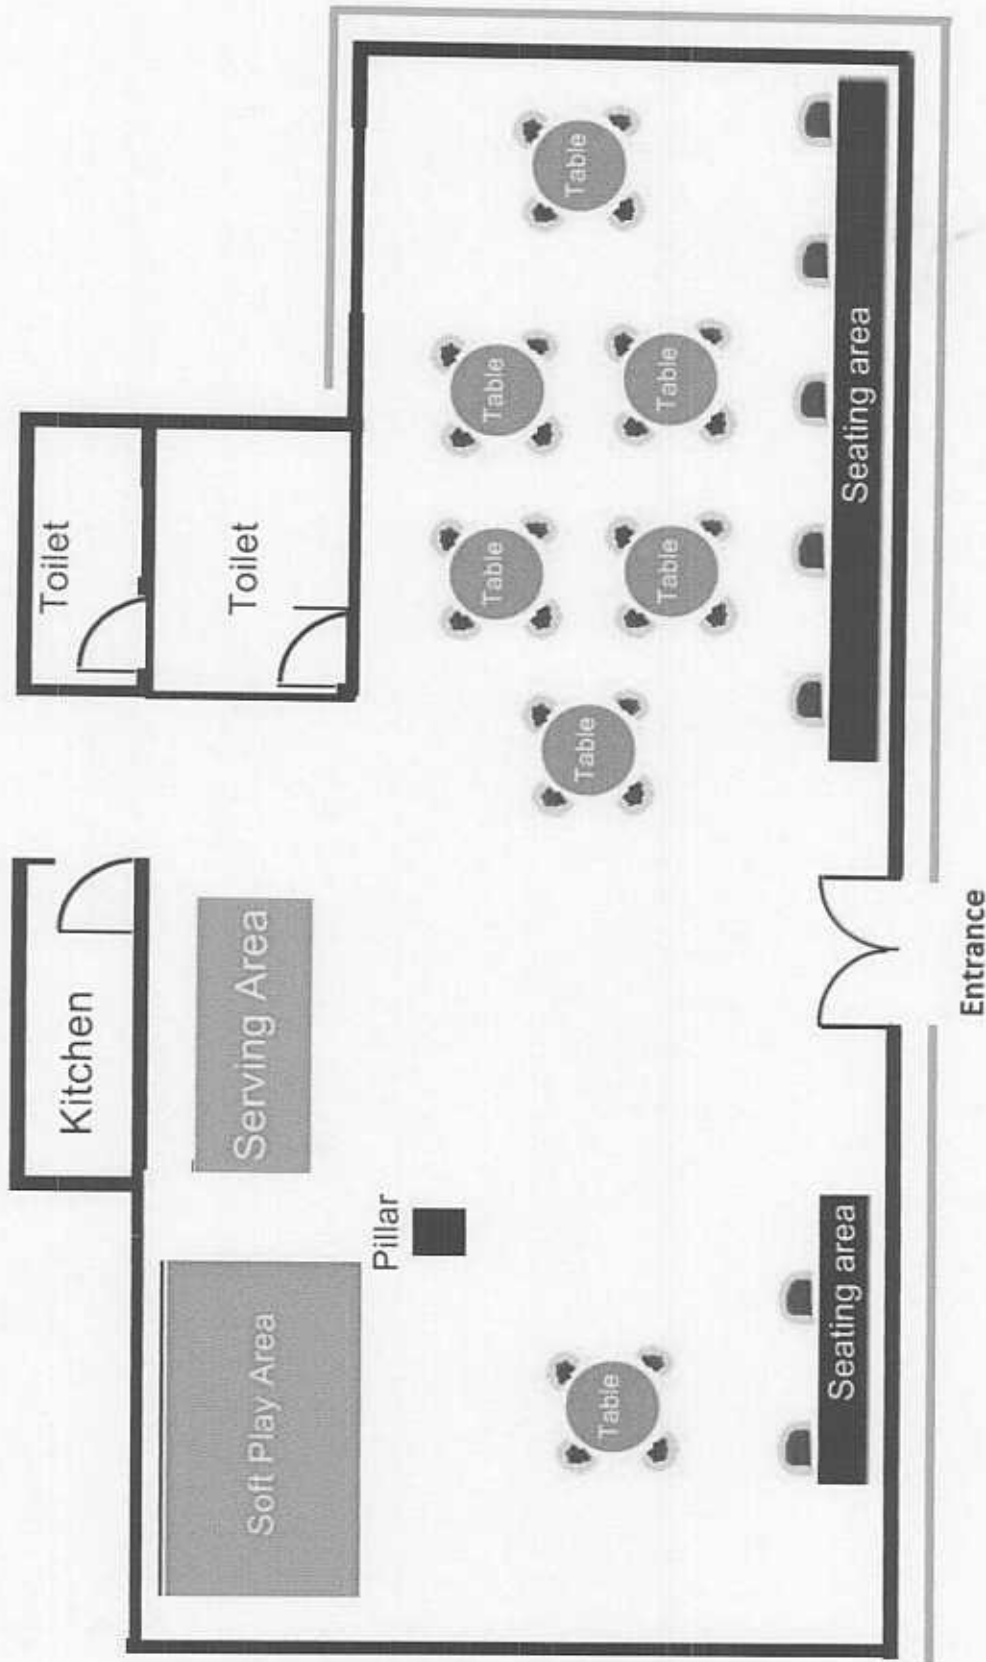 Kitchen
Toilet
Toilet
Serving Area
Soft Play Area
Pillar
Table
Table
Table
Table
Table
Table
Table
Seating area
Seating area
Entrance